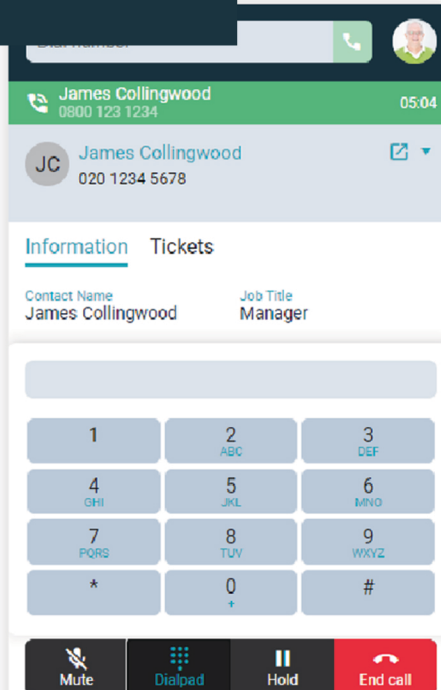 James Collingwood
0800 123 1234
05:04
JC
James Collingwood
020 1234 5678
Information Tickets
Contact Name Job Title
James Collingwood Manager
1 2 3
ABC DEF
4 5 6
GHI JKL MNO
7 8 9
PQRS TUV WXYZ
* 0 #
+
Mute Dialpad Hold End call